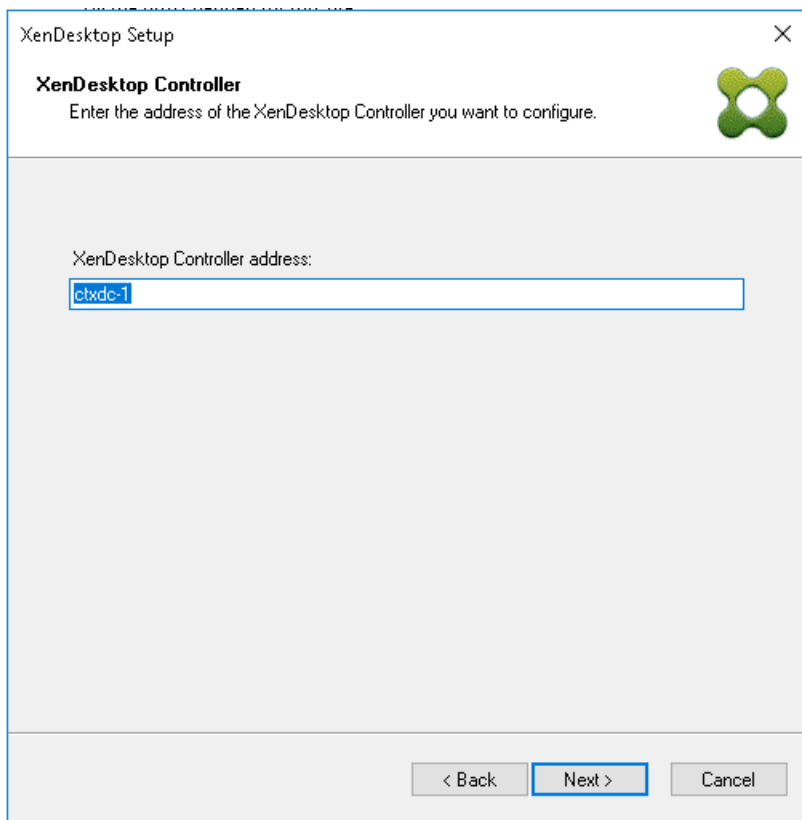 XenDesktop Setup
XenDesktop Controller
Enter the address of the XenDesktop Controller you want to configure.
XenDesktop Controller address:
ctxdc-1
< Back
Next >
Cancel